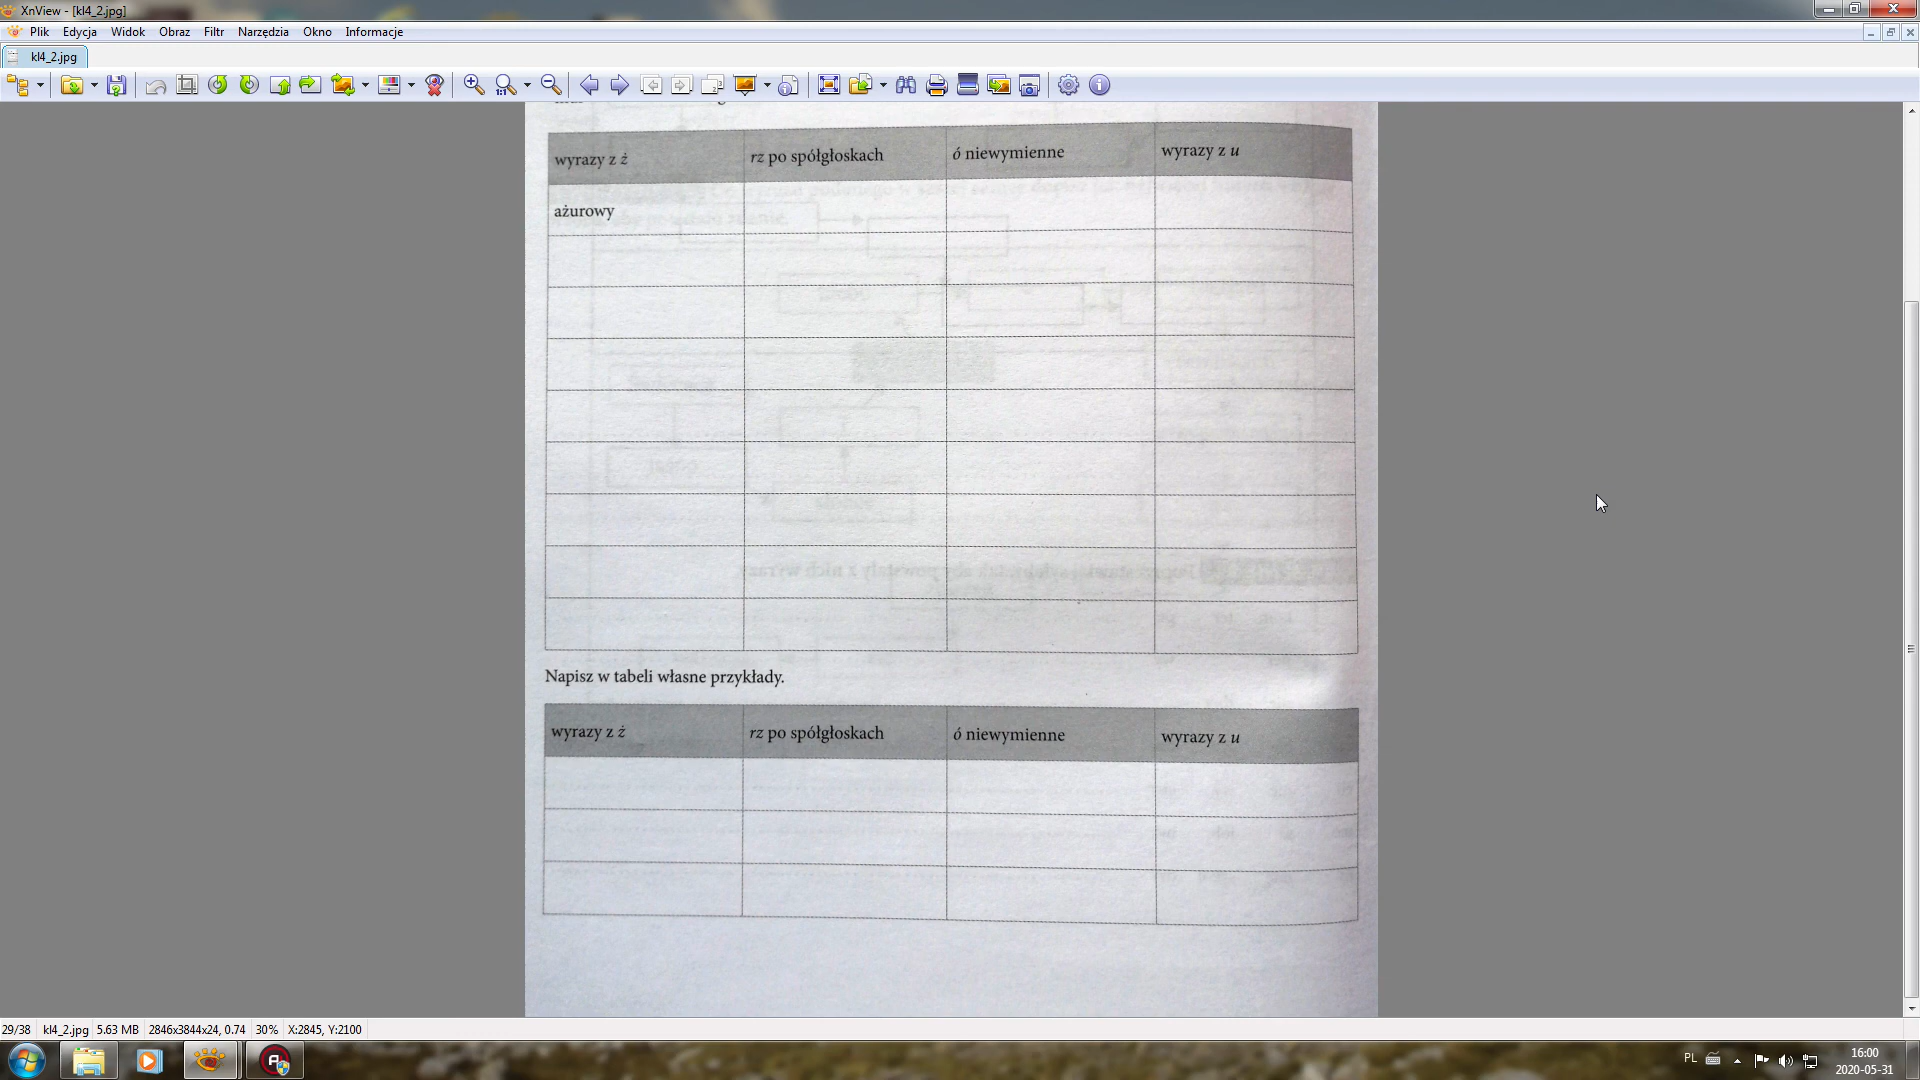 XnView - [kl4_2.jpg]
Plik Edycja Widok Obraz Filtr Narzędzia Okno Informacje
kl4_2.jpg
wyrazy z ż rz po spółgłoskach ó niewymienne wyrazy z u
ażurowy
Napisz w tabeli własne przykłady.
wyrazy z ż rz po spółgłoskach ó niewymienne wyrazy z u
29/38 kl4_2.jpg 5.63 MB 2846x3844x24, 0.74 30% X:2845, Y:2100
PL 16:00
2020-05-31